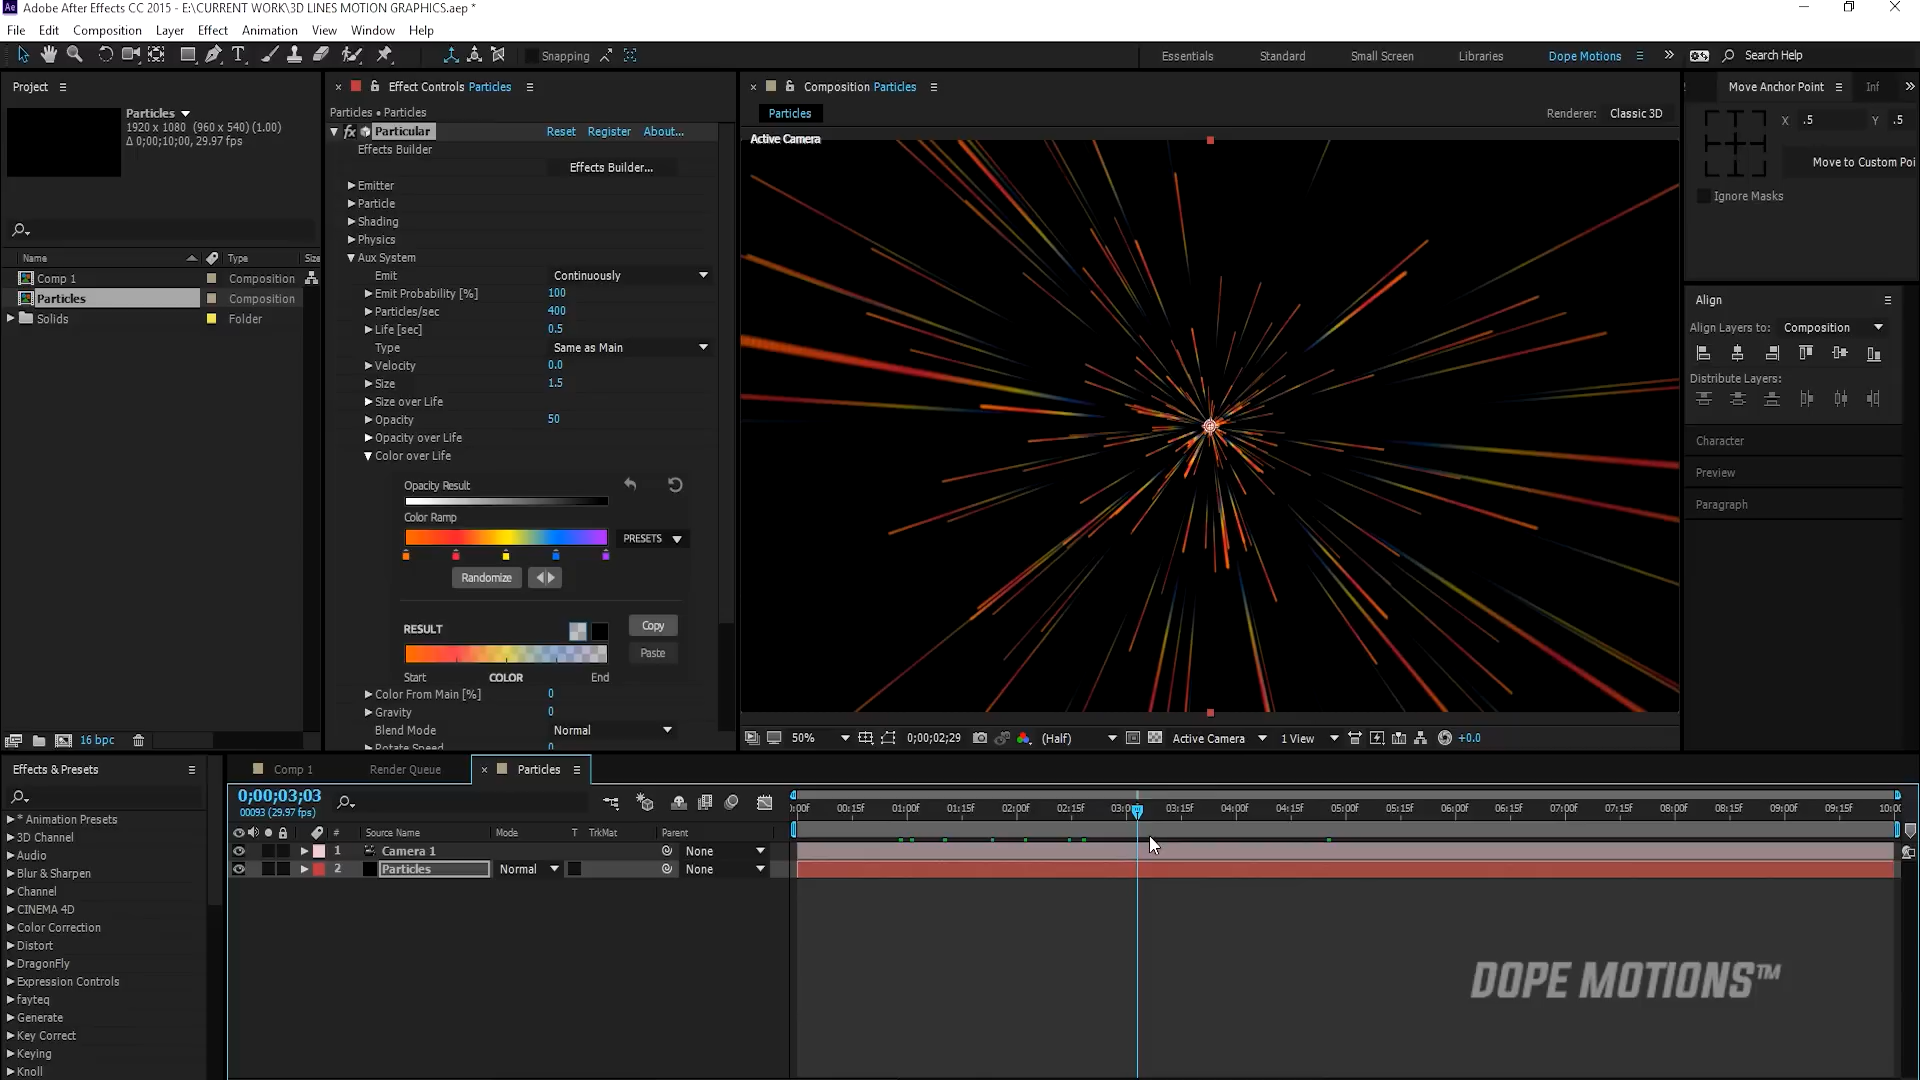 Adobe After Effects CC 2015 - E:\CURRENT WORK\3D LINES MOTION GRAPHICS.aep *
File Edit Composition Layer Effect Animation View Window Help
Snapping
Essentials Standard Small Screen Libraries Dope Motions Search Help
Project
Particles
1920 x 1080 (960 x 540) (1.00)
Δ 0;00;10;00, 29.97 fps
Name Type Size
Comp 1 Composition
Particles Composition
Solids Folder
16 bpc
Effect Controls Particles
Particles • Particles
fx Particular Reset Register About...
Effects Builder
Effects Builder...
Emitter
Particle
Shading
Physics
Aux System
Emit Continuously
Emit Probability [%] 100
Particles/sec 400
Life [sec] 0.5
Type Same as Main
Velocity 0.0
Size 1.5
Size over Life
Opacity 50
Opacity over Life
Color over Life
Opacity Result
Color Ramp
PRESETS
Randomize
RESULT Copy
Paste
Start COLOR End
Color From Main [%] 0
Gravity 0
Blend Mode Normal
Rotate Speed 0
Composition Particles
Particles Renderer: Classic 3D
Active Camera
50% 0;00;02;29 (Half) Active Camera 1 View +0.0
Move Anchor Point Inf
X .5 Y .5
Move to Custom Poi
Ignore Masks
Align
Align Layers to: Composition
Distribute Layers:
Character
Preview
Paragraph
Effects & Presets
* Animation Presets
3D Channel
Audio
Blur & Sharpen
Channel
CINEMA 4D
Color Correction
Distort
DragonFly
Expression Controls
fayteq
Generate
Key Correct
Keying
Knoll
Comp 1 Render Queue Particles
0;00;03;03
00093 (29.97 fps)
# Source Name Mode T TrkMat Parent
1 Camera 1 None
2 Particles Normal None
:00f 00:15f 01:00f 01:15f 02:00f 02:15f 03:0 03:15f 04:00f 04:15f 05:00f 05:15f 06:00f 06:15f 07:00f 07:15f 08:00f 08:15f 09:00f 09:15f 10:00
DOPE MOTIONS™